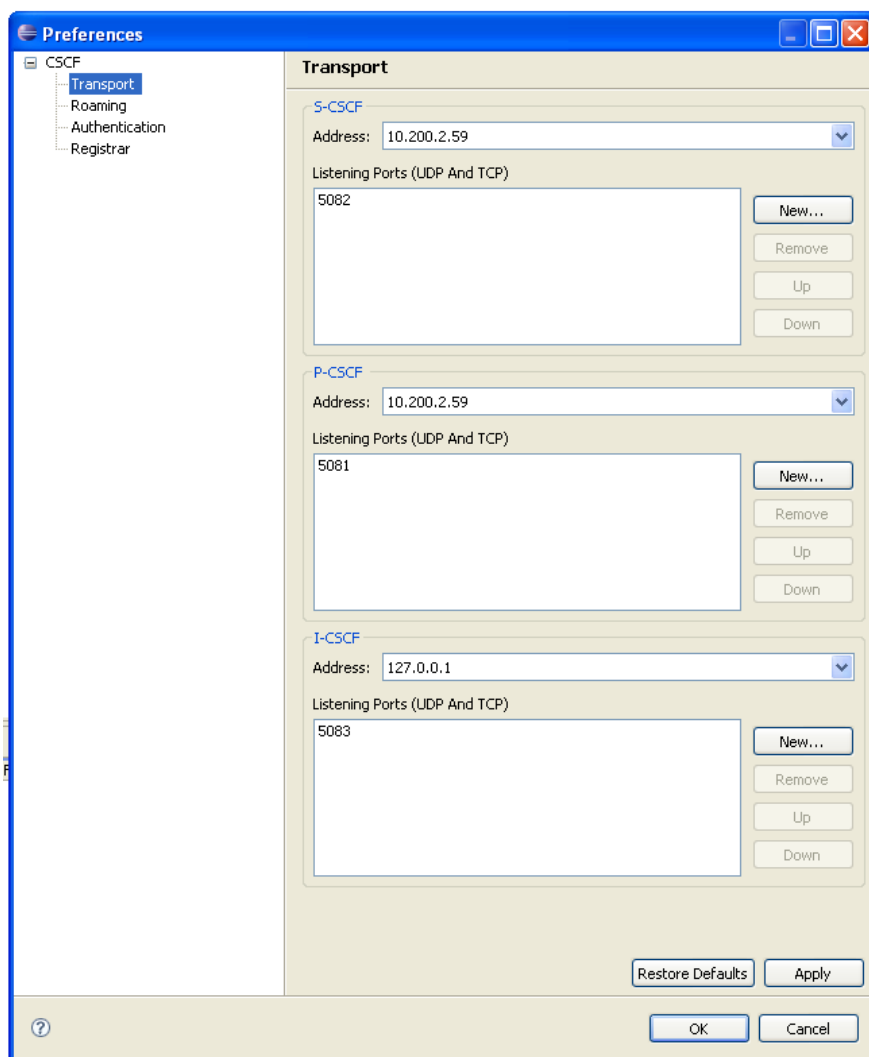 Preferences
CSCF
Transport
Roaming
Authentication
Registrar
Transport
S-CSCF
Address: 10.200.2.59
Listening Ports (UDP And TCP)
5082
New...
Remove
Up
Down
P-CSCF
Address: 10.200.2.59
Listening Ports (UDP And TCP)
5081
New...
Remove
Up
Down
I-CSCF
Address: 127.0.0.1
Listening Ports (UDP And TCP)
5083
New...
Remove
Up
Down
Restore Defaults Apply
? OK Cancel